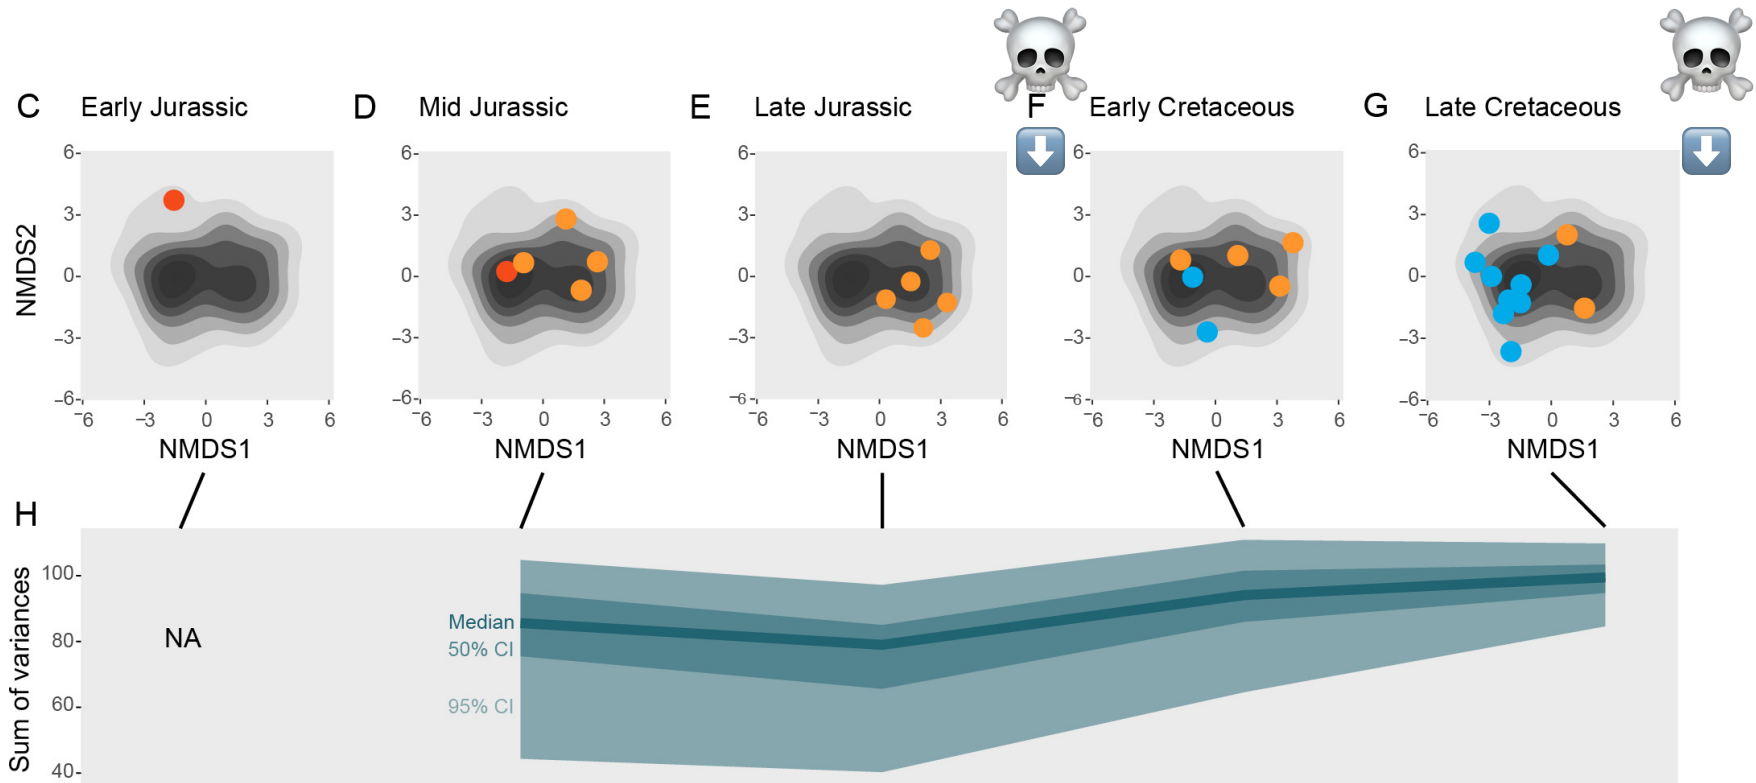 C Early Jurassic
D Mid Jurassic
E Late Jurassic
F Early Cretaceous
G Late Cretaceous
NMDS2
6
3
0
−3
−6
−6 −3 0 3 6
NMDS1
6
3
0
−3
−6
−6 −3 0 3 6
NMDS1
6
3
0
−3
−6
−6 −3 0 3 6
NMDS1
6
3
0
−3
−6
−6 −3 0 3 6
NMDS1
6
3
0
−3
−6
−6 −3 0 3 6
NMDS1
H
Sum of variances
100
80
60
40
NA
Median
50% CI
95% CI